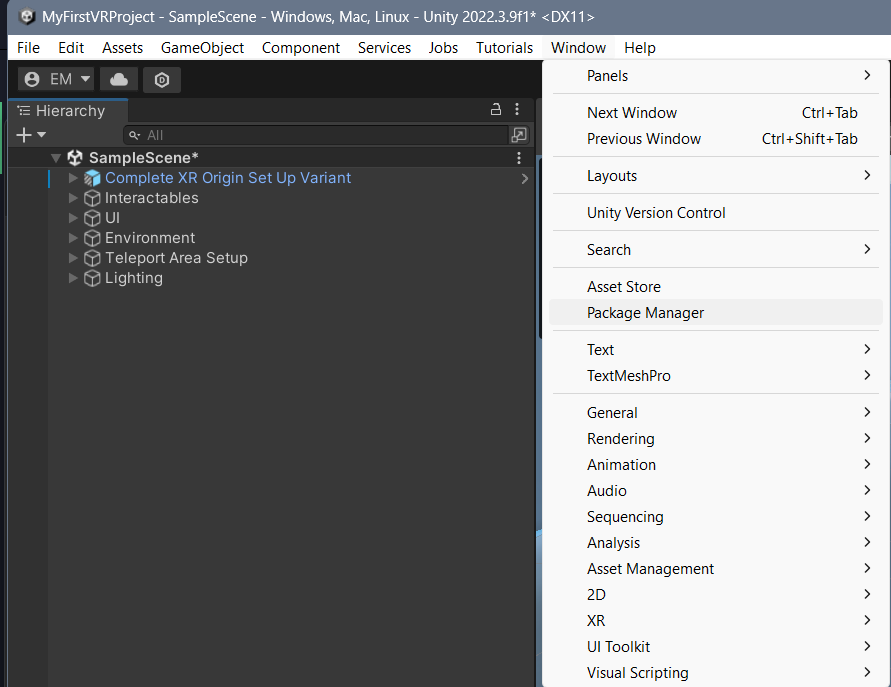 MyFirstVRProject - SampleScene - Windows, Mac, Linux - Unity 2022.3.9f1* <DX11>
File Edit Assets GameObject Component Services Jobs Tutorials Window Help
EM
Hierarchy
All
SampleScene*
Complete XR Origin Set Up Variant
Interactables
UI
Environment
Teleport Area Setup
Lighting
Panels
Next Window Ctrl+Tab
Previous Window Ctrl+Shift+Tab
Layouts
Unity Version Control
Search
Asset Store
Package Manager
Text
TextMeshPro
General
Rendering
Animation
Audio
Sequencing
Analysis
Asset Management
2D
XR
UI Toolkit
Visual Scripting